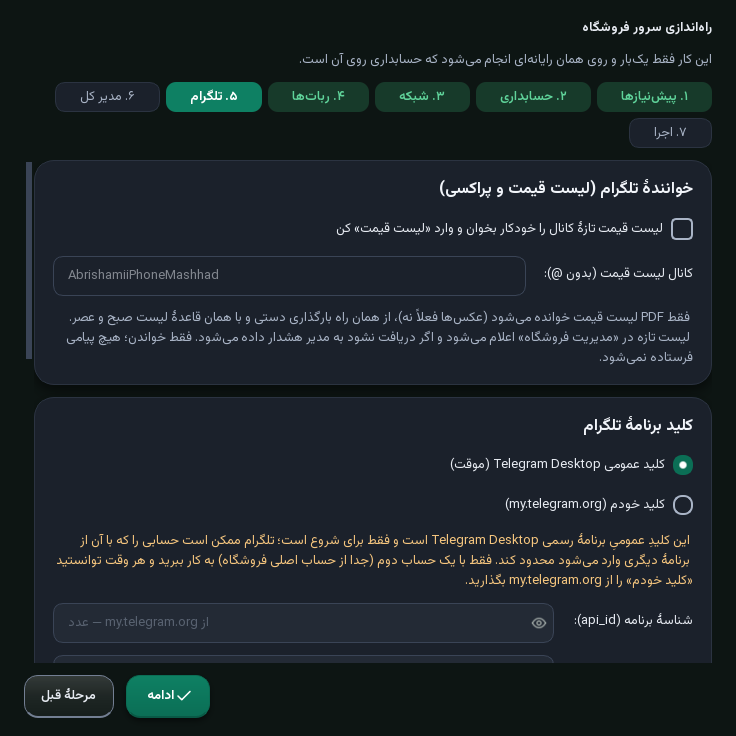 راه‌اندازی سرور فروشگاه
این کار فقط یک‌بار و روی همان رایانه‌ای انجام می‌شود که حسابداری روی آن است.
۱. پیش‌نیازها
۲. حسابداری
۳. شبکه
۴. ربات‌ها
۵. تلگرام
۶. مدیر کل
۷. اجرا
خوانندهٔ تلگرام (لیست قیمت و پراکسی)
لیست قیمت تازهٔ کانال را خودکار بخوان و وارد «لیست قیمت» کن
کانال لیست قیمت (بدون @):
AbrishamiiPhoneMashhad
فقط PDF لیست قیمت خوانده می‌شود (عکس‌ها فعلاً نه)، از همان راه بارگذاری دستی و با همان قاعدهٔ لیست صبح و عصر.
لیست تازه در «مدیریت فروشگاه» اعلام می‌شود و اگر دریافت نشود به مدیر هشدار داده می‌شود. فقط خواندن؛ هیچ پیامی
فرستاده نمی‌شود.
کلید برنامهٔ تلگرام
کلید عمومی Telegram Desktop (موقت)
کلید خودم (my.telegram.org)
این کلیدِ عمومیِ برنامهٔ رسمی Telegram Desktop است و فقط برای شروع است؛ تلگرام ممکن است حسابی را که با آن از
برنامهٔ دیگری وارد می‌شود محدود کند. فقط با یک حساب دوم (جدا از حساب اصلی فروشگاه) به کار ببرید و هر وقت توانستید
«کلید خودم» را از my.telegram.org بگذارید.
شناسهٔ برنامه (api_id):
از my.telegram.org — عدد
ادامه
مرحلهٔ قبل